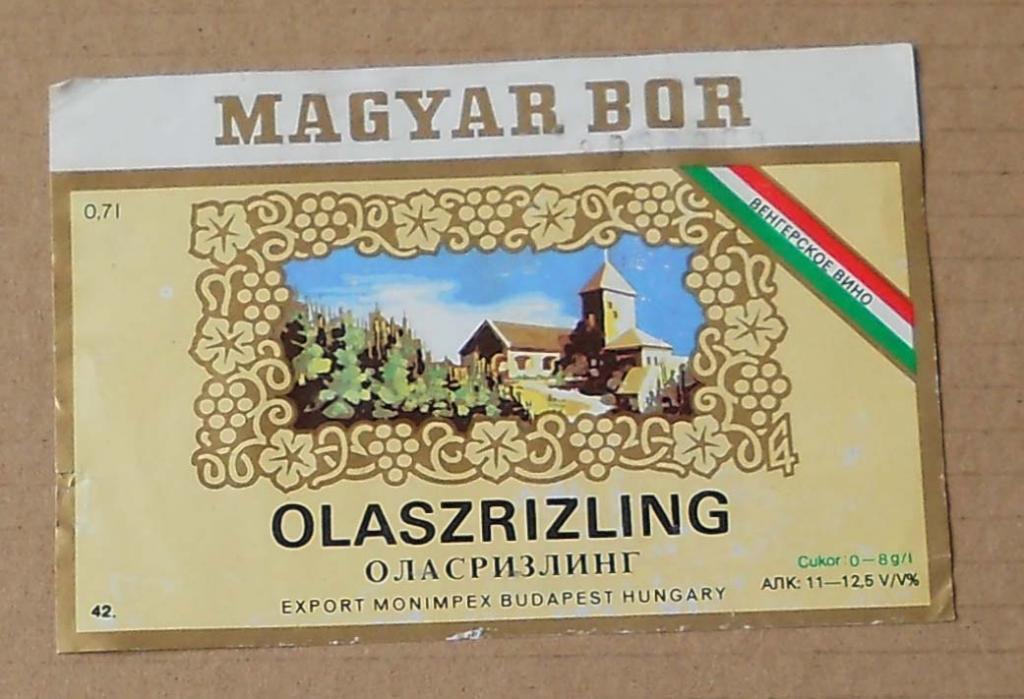 MAGYAR BOR
0,7 l
ВЕНГЕРСКОЕ ВИНО
OLASZRIZLING
ОЛАСРИЗЛИНГ
Cukor: 0–8 g/l
АЛК: 11—12,5 V/V%
EXPORT MONIMPEX BUDAPEST HUNGARY
42.